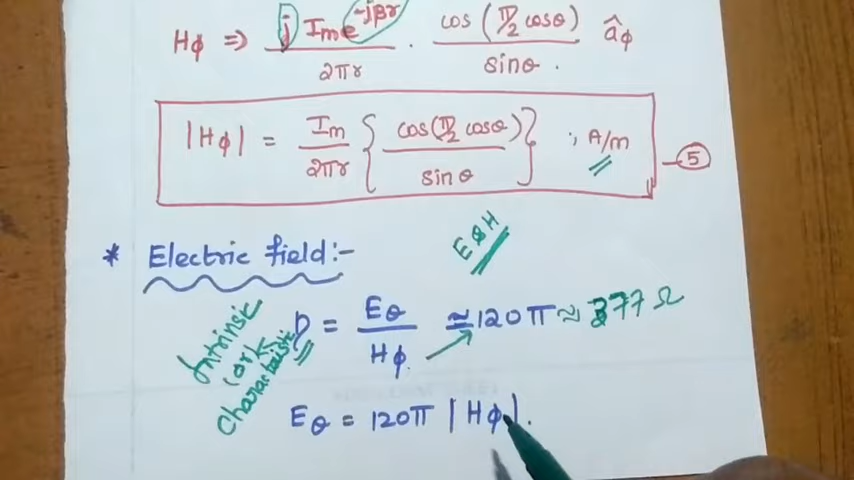 Hφ ⇒ j Im e^-jβr / 2πr · cos(π/2 cosθ) / sinθ . âφ
|Hφ| = Im / 2πr { cos(π/2 cosθ) / sinθ } ; A/m — 5
* Electric field:-
E & H
Intrinsic (or) Characteristic
η = Eθ / Hφ ≃ 120π ≈ 377 Ω
Eθ = 120π |Hφ|.